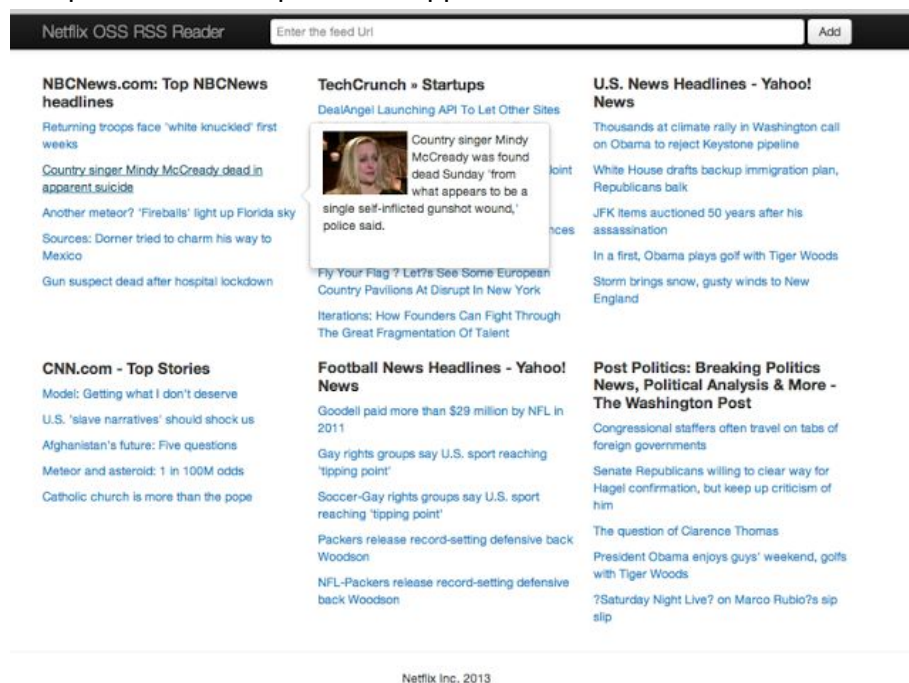 Netflix OSS RSS Reader
Enter the feed Url
Add
NBCNews.com: Top NBCNews
headlines
Returning troops face 'white knuckled' first
weeks
Country singer Mindy McCready dead in
apparent suicide
Another meteor? 'Fireballs' light up Florida sky
Sources: Dorner tried to charm his way to
Mexico
Gun suspect dead after hospital lockdown
TechCrunch » Startups
DealAngel Launching API To Let Other Sites
Country singer Mindy
McCready was found
dead Sunday 'from
what appears to be a
single self-inflicted gunshot wound,'
police said.
Fly Your Flag ? Let?s See Some European
Country Pavilions At Disrupt In New York
Iterations: How Founders Can Fight Through
The Great Fragmentation Of Talent
U.S. News Headlines - Yahoo!
News
Thousands at climate rally in Washington call
on Obama to reject Keystone pipeline
White House drafts backup immigration plan,
Republicans balk
JFK items auctioned 50 years after his
assassination
In a first, Obama plays golf with Tiger Woods
Storm brings snow, gusty winds to New
England
CNN.com - Top Stories
Model: Getting what I don't deserve
U.S. 'slave narratives' should shock us
Afghanistan's future: Five questions
Meteor and asteroid: 1 in 100M odds
Catholic church is more than the pope
Football News Headlines - Yahoo!
News
Goodell paid more than $29 million by NFL in
2011
Gay rights groups say U.S. sport reaching
'tipping point'
Soccer-Gay rights groups say U.S. sport
reaching 'tipping point'
Packers release record-setting defensive back
Woodson
NFL-Packers release record-setting defensive
back Woodson
Post Politics: Breaking Politics
News, Political Analysis & More -
The Washington Post
Congressional staffers often travel on tabs of
foreign governments
Senate Republicans willing to clear way for
Hagel confirmation, but keep up criticism of
him
The question of Clarence Thomas
President Obama enjoys guys' weekend, golfs
with Tiger Woods
?Saturday Night Live? on Marco Rubio?s sip
slip
Netflix Inc. 2013